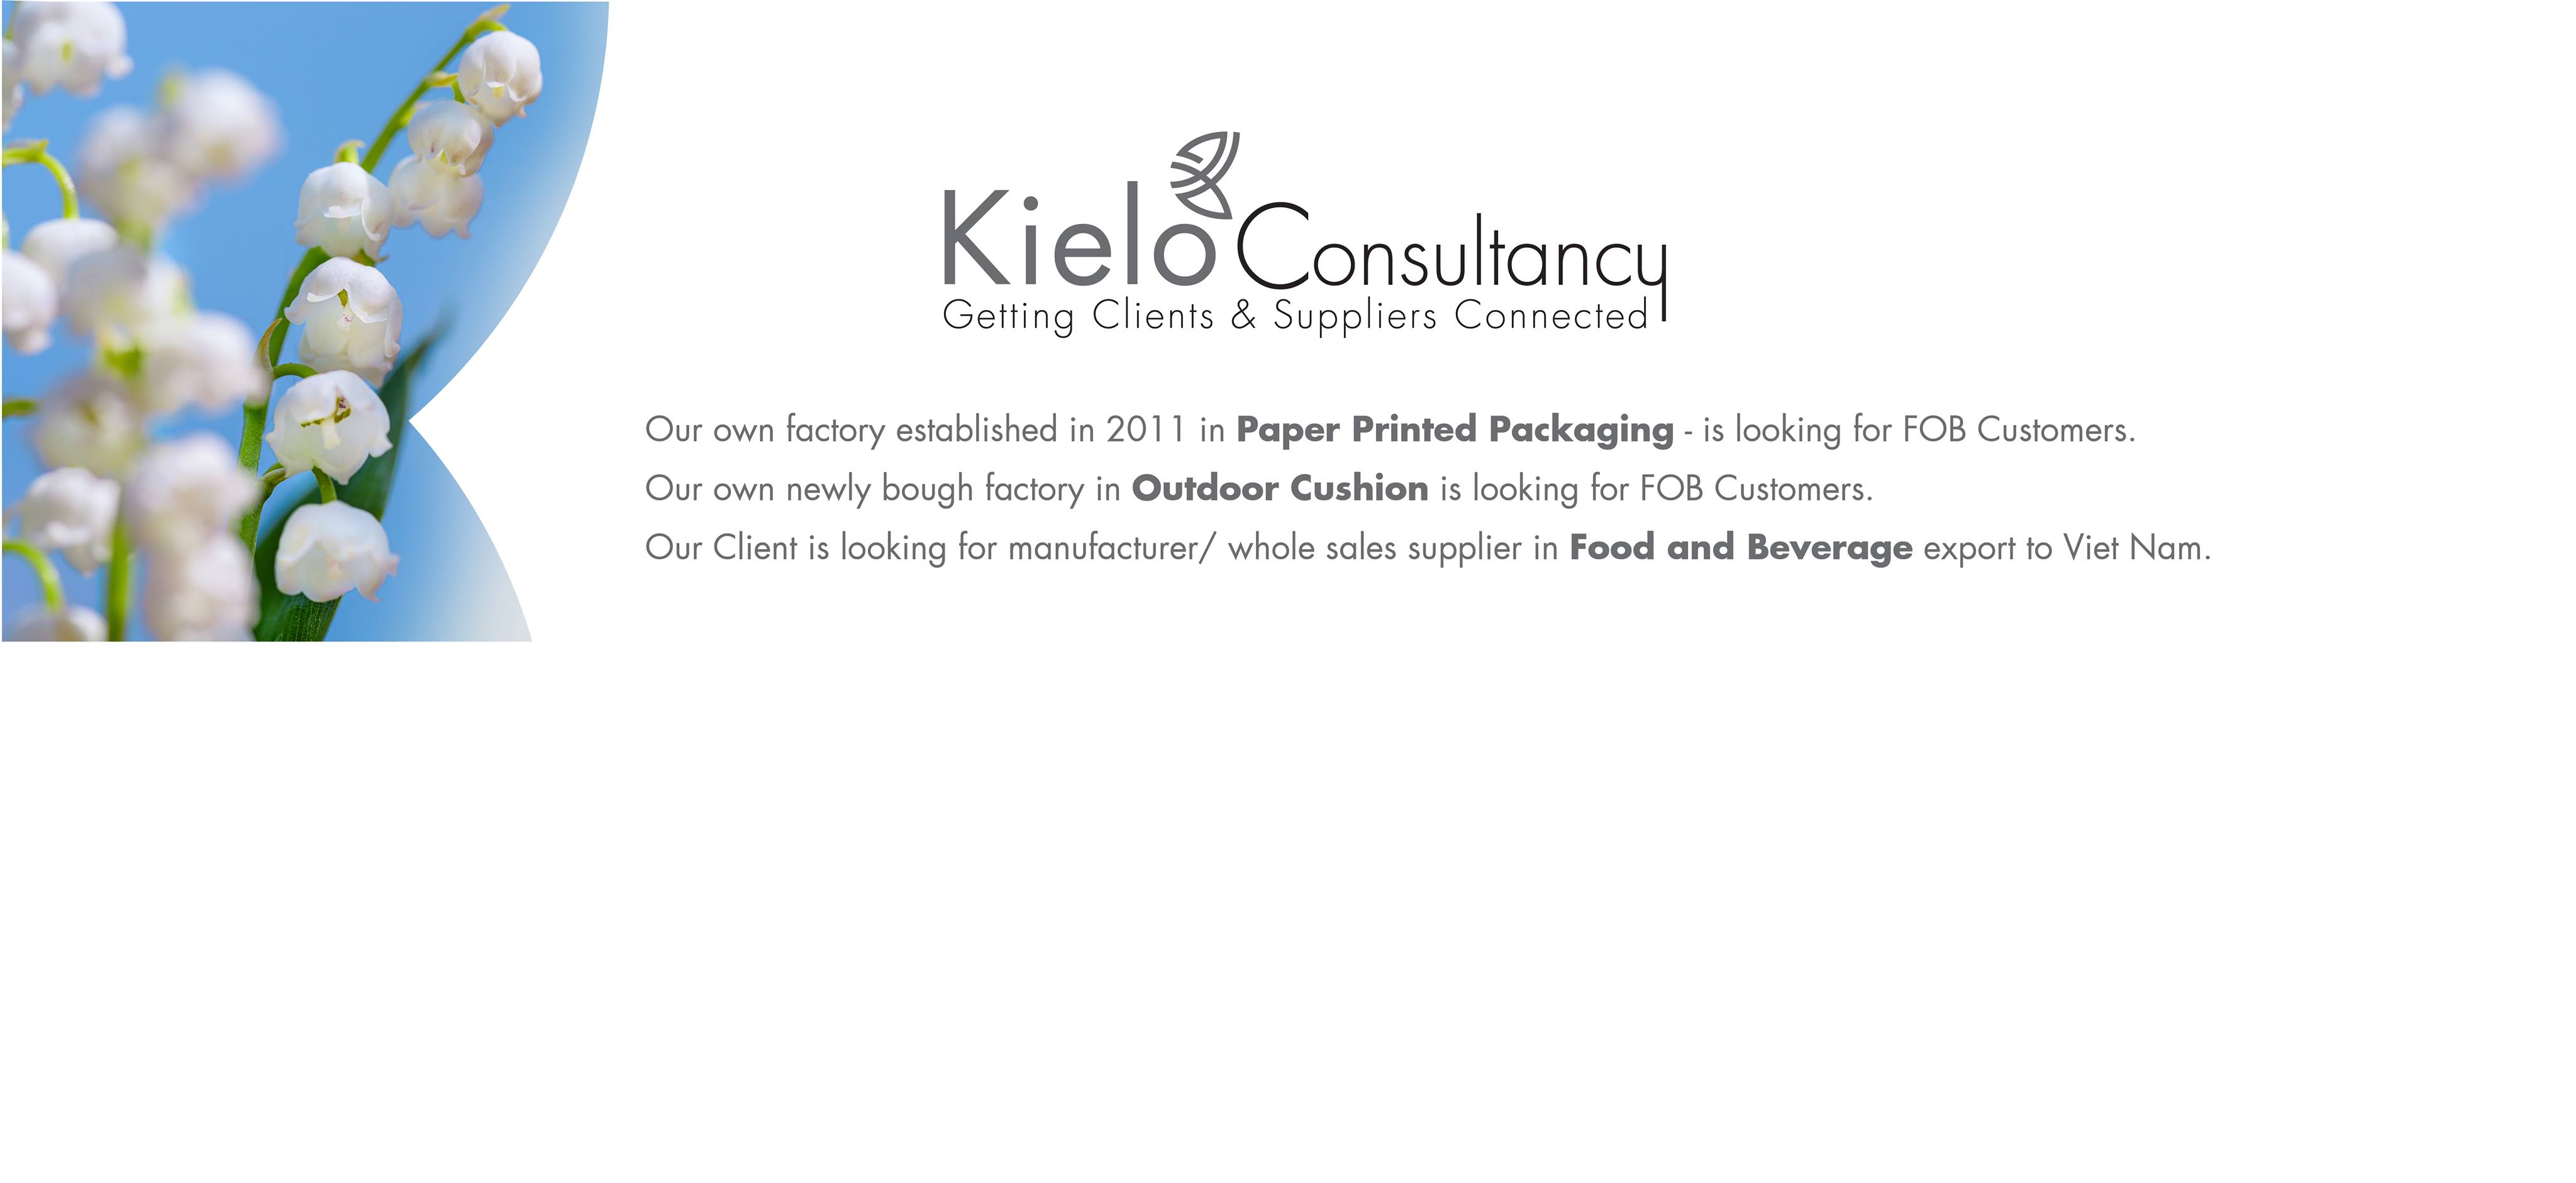 Kielo Consultancy
Getting Clients & Suppliers Connected
Our own factory established in 2011 in Paper Printed Packaging - is looking for FOB Customers.
Our own newly bough factory in Outdoor Cushion is looking for FOB Customers.
Our Client is looking for manufacturer/ whole sales supplier in Food and Beverage export to Viet Nam.